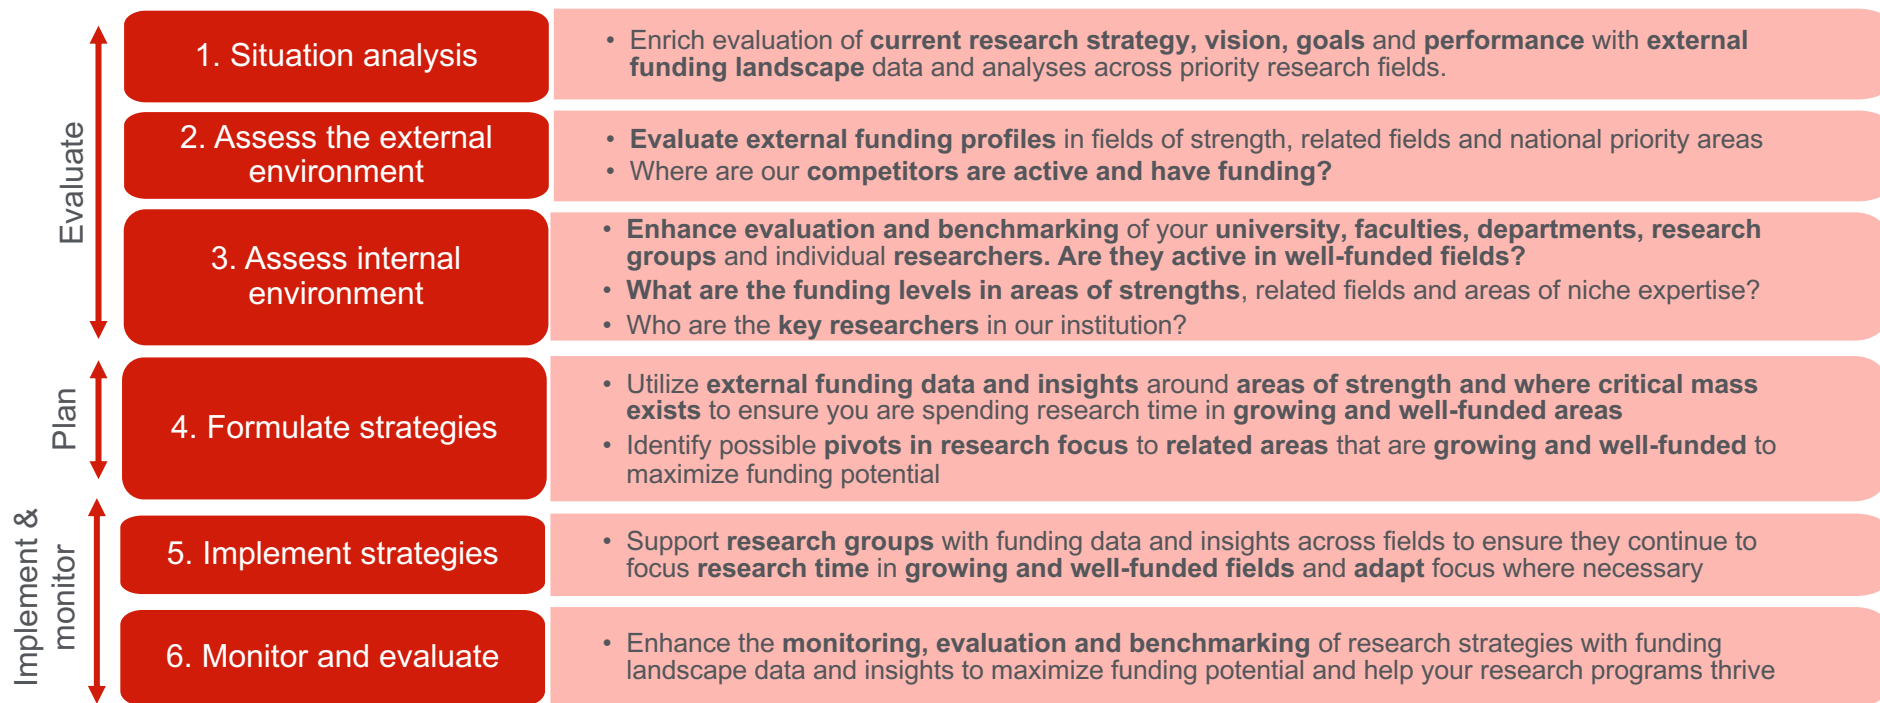 Evaluate
1. Situation analysis
• Enrich evaluation of current research strategy, vision, goals and performance with external
funding landscape data and analyses across priority research fields.
2. Assess the external
environment
• Evaluate external funding profiles in fields of strength, related fields and national priority areas
• Where are our competitors are active and have funding?
3. Assess internal
environment
• Enhance evaluation and benchmarking of your university, faculties, departments, research
groups and individual researchers. Are they active in well-funded fields?
• What are the funding levels in areas of strengths, related fields and areas of niche expertise?
• Who are the key researchers in our institution?
Plan
4. Formulate strategies
• Utilize external funding data and insights around areas of strength and where critical mass
exists to ensure you are spending research time in growing and well-funded areas
• Identify possible pivots in research focus to related areas that are growing and well-funded to
maximize funding potential
Implement &
monitor
5. Implement strategies
• Support research groups with funding data and insights across fields to ensure they continue to
focus research time in growing and well-funded fields and adapt focus where necessary
6. Monitor and evaluate
• Enhance the monitoring, evaluation and benchmarking of research strategies with funding
landscape data and insights to maximize funding potential and help your research programs thrive